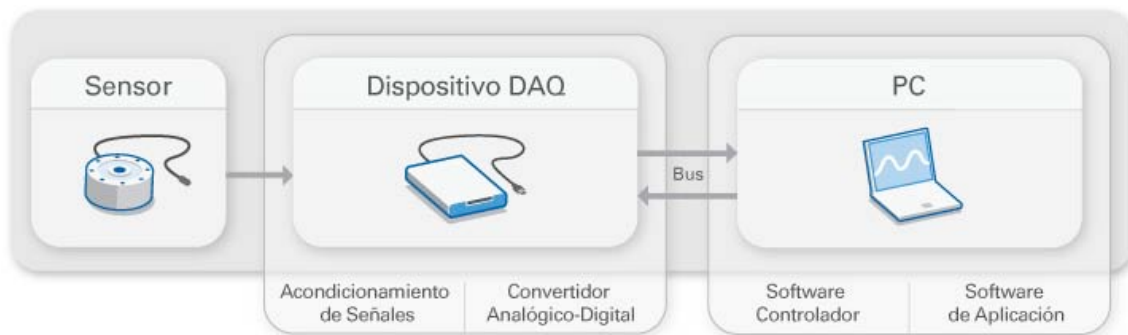 Sensor
Dispositivo DAQ
PC
Bus
Acondicionamiento
de Señales
Convertidor
Analógico-Digital
Software
Controlador
Software
de Aplicación